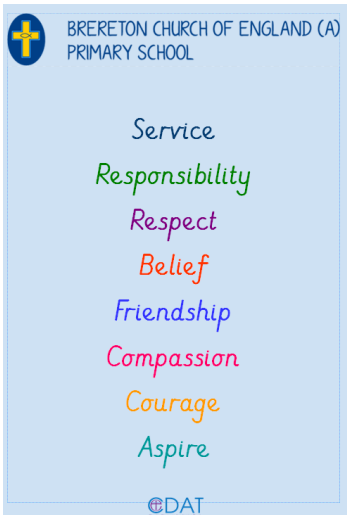 BRERETON CHURCH OF ENGLAND (A)
PRIMARY SCHOOL
Service
Responsibility
Respect
Belief
Friendship
Compassion
Courage
Aspire
CDAT